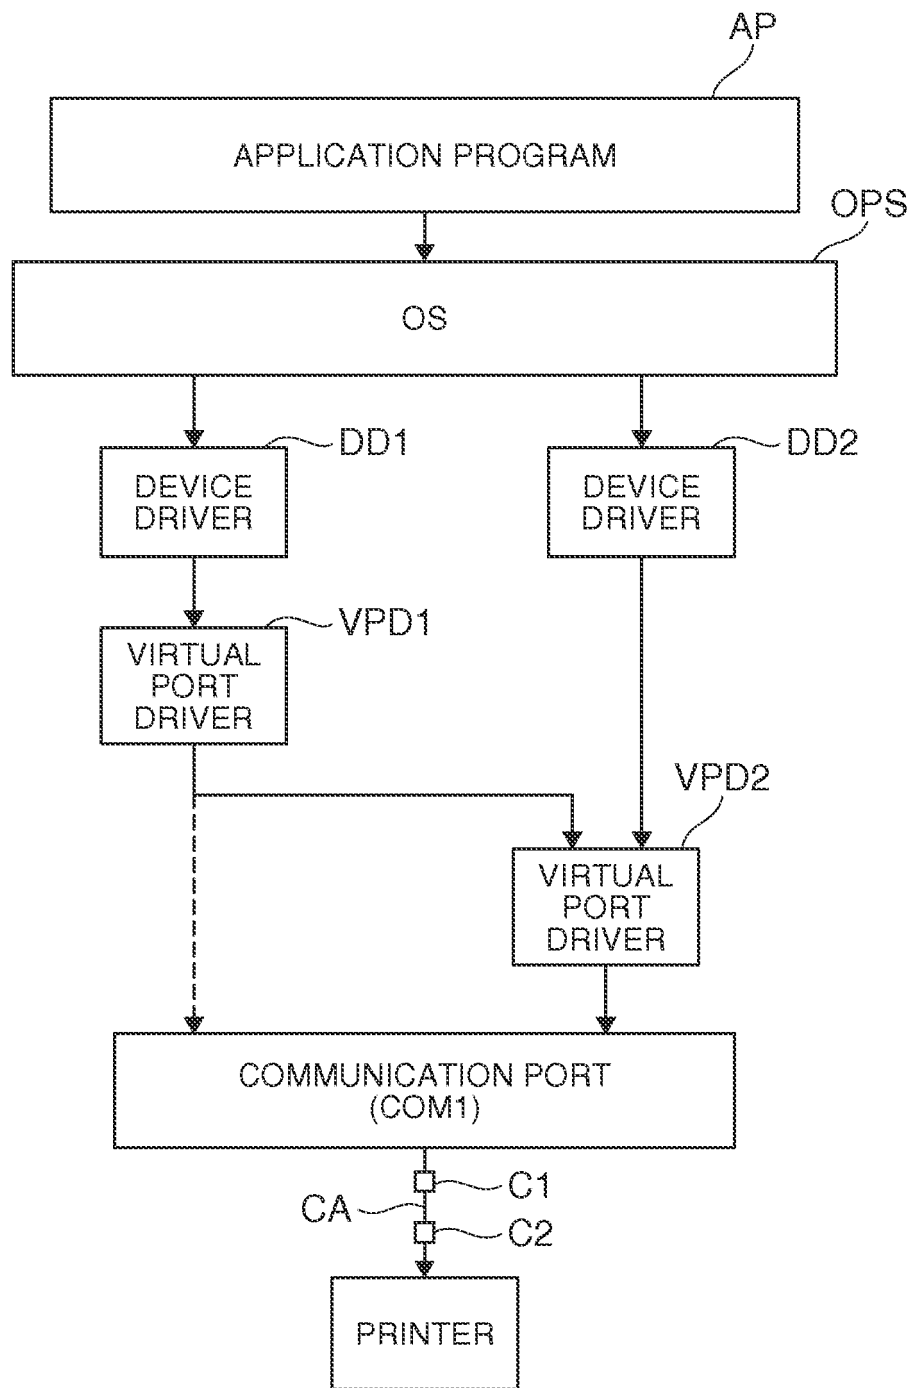 AP
APPLICATION PROGRAM
OPS
OS
DD1
DD2
DEVICE
DRIVER
DEVICE
DRIVER
VPD1
VIRTUAL
PORT
DRIVER
VPD2
VIRTUAL
PORT
DRIVER
COMMUNICATION PORT
(COM1)
C1
CA
C2
PRINTER